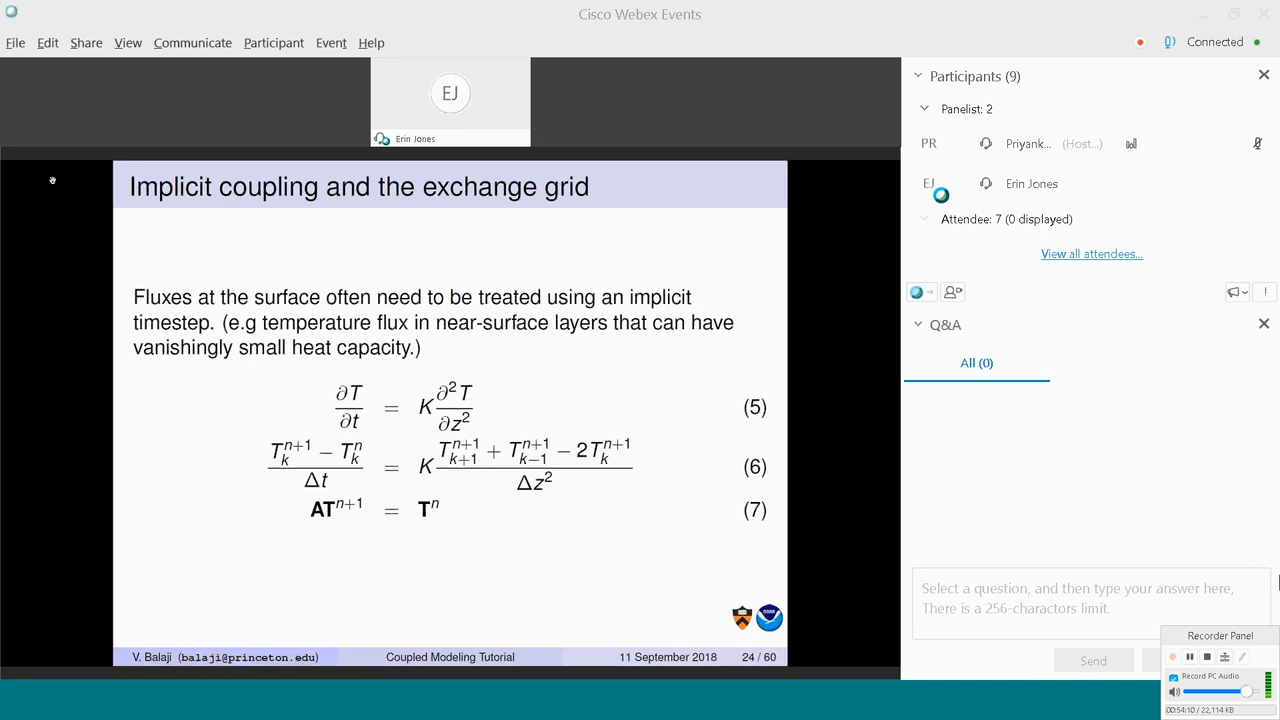 Cisco Webex Events
File Edit Share View Communicate Participant Event Help
Connected
EJ
Erin Jones
Implicit coupling and the exchange grid
Fluxes at the surface often need to be treated using an implicit
timestep. (e.g temperature flux in near-surface layers that can have
vanishingly small heat capacity.)
∂T/∂t = K ∂²T/∂z² (5)
(T_k^{n+1} − T_k^n)/Δt = K (T_{k+1}^{n+1} + T_{k−1}^{n+1} − 2T_k^{n+1})/Δz² (6)
AT^{n+1} = T^n (7)
V. Balaji (balaji@princeton.edu) Coupled Modeling Tutorial 11 September 2018 24 / 60
Participants (9)
Panelist: 2
PR Priyank... (Host...)
EJ Erin Jones
Attendee: 7 (0 displayed)
View all attendees...
Q&A
All (0)
Select a question, and then type your answer here,
There is a 256-charactors limit.
Send
Recorder Panel
Record PC Audio
00:54:10 / 22,114 KB